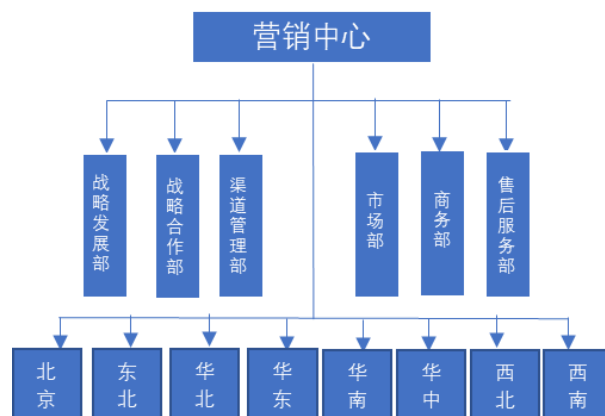 营销中心
战略发展部
战略合作部
渠道管理部
市场部
商务部
售后服务部
北京
东北
华北
华东
华南
华中
西北
西南